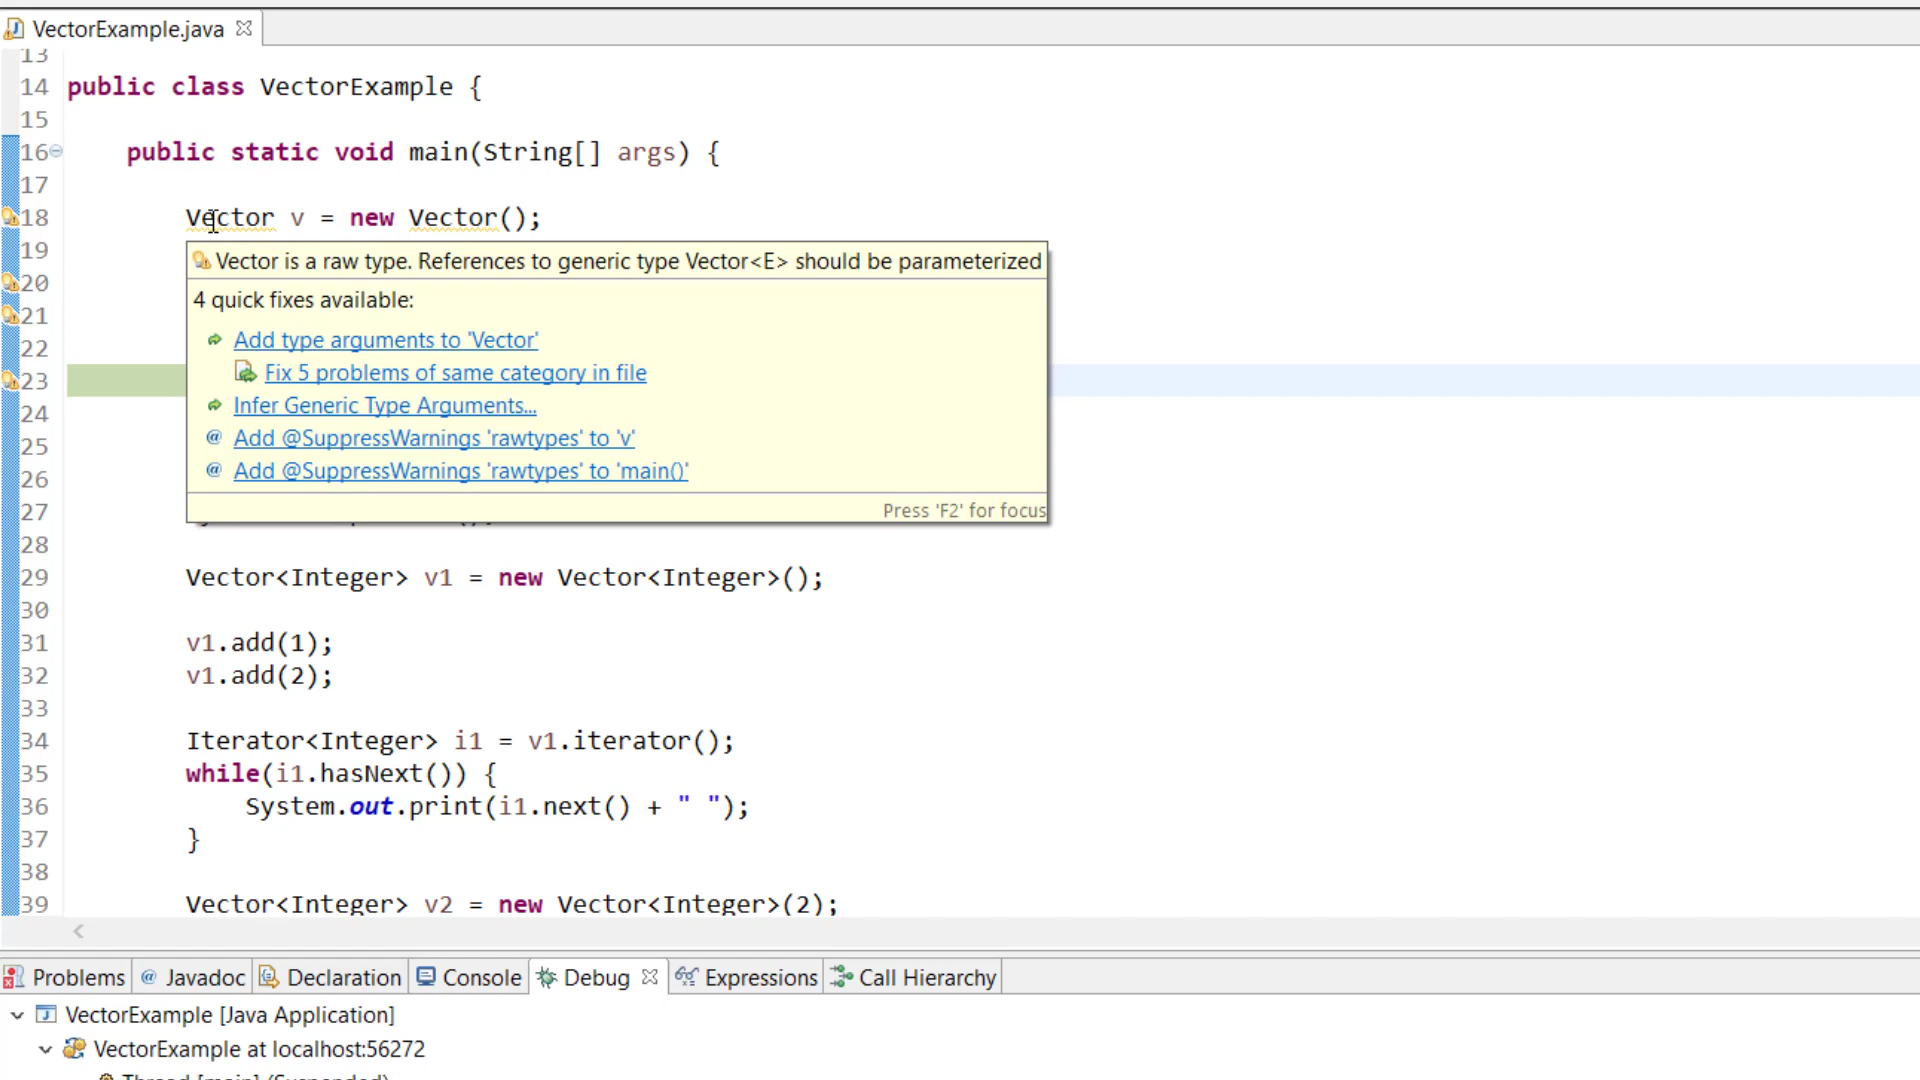 VectorExample.java
13
14 public class VectorExample {
15
16 public static void main(String[] args) {
17
18 Vector v = new Vector();
19
Vector is a raw type. References to generic type Vector<E> should be parameterized
20
4 quick fixes available:
21
Add type arguments to 'Vector'
22
Fix 5 problems of same category in file
23
Infer Generic Type Arguments...
24
Add @SuppressWarnings 'rawtypes' to 'v'
25
Add @SuppressWarnings 'rawtypes' to 'main()'
26
Press 'F2' for focus
27
28
29 Vector<Integer> v1 = new Vector<Integer>();
30
31 v1.add(1);
32 v1.add(2);
33
34 Iterator<Integer> i1 = v1.iterator();
35 while(i1.hasNext()) {
36 System.out.print(i1.next() + " ");
37 }
38
39 Vector<Integer> v2 = new Vector<Integer>(2);
Problems @ Javadoc Declaration Console Debug Expressions Call Hierarchy
VectorExample [Java Application]
VectorExample at localhost:56272
Thread [main] (Suspended)